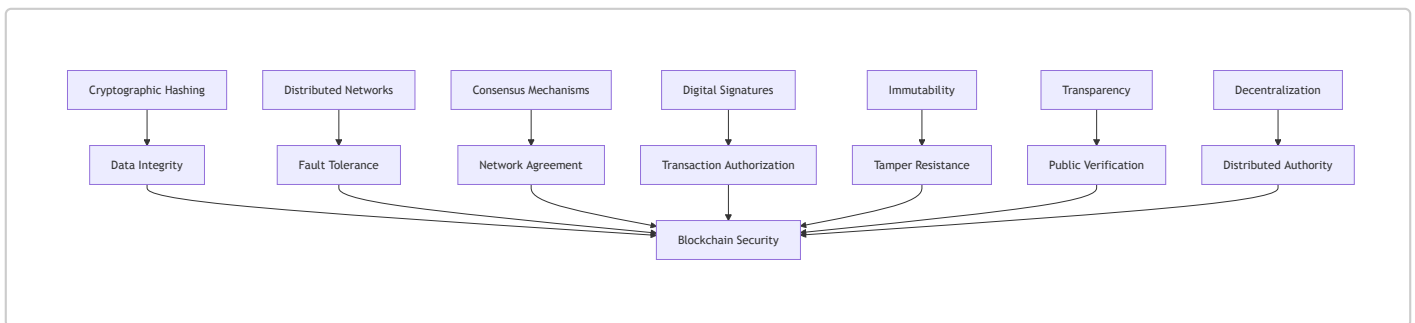 Cryptographic Hashing
Distributed Networks
Consensus Mechanisms
Digital Signatures
Immutability
Transparency
Decentralization
Data Integrity
Fault Tolerance
Network Agreement
Transaction Authorization
Tamper Resistance
Public Verification
Distributed Authority
Blockchain Security